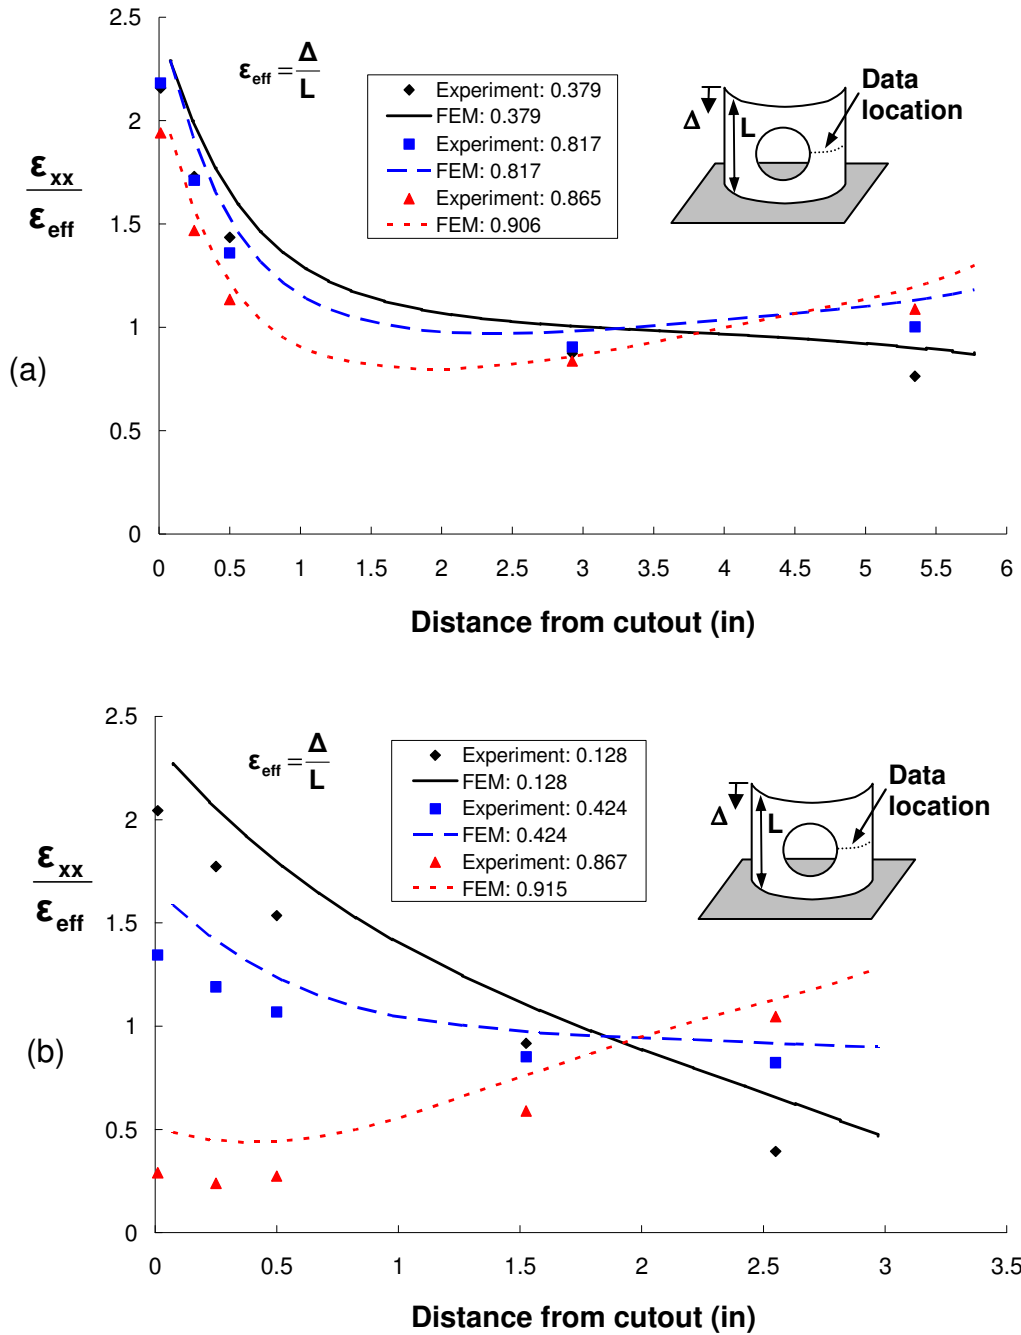 2.5
2
1.5
1
0.5
0
ε_xx
ε_eff
(a)
ε_eff = Δ
L
Experiment: 0.379
FEM: 0.379
Experiment: 0.817
FEM: 0.817
Experiment: 0.865
FEM: 0.906
Data
location
Δ
L
0 0.5 1 1.5 2 2.5 3 3.5 4 4.5 5 5.5 6
Distance from cutout (in)
2.5
2
1.5
1
0.5
0
ε_xx
ε_eff
(b)
ε_eff = Δ
L
Experiment: 0.128
FEM: 0.128
Experiment: 0.424
FEM: 0.424
Experiment: 0.867
FEM: 0.915
Data
location
Δ
L
0 0.5 1 1.5 2 2.5 3 3.5
Distance from cutout (in)